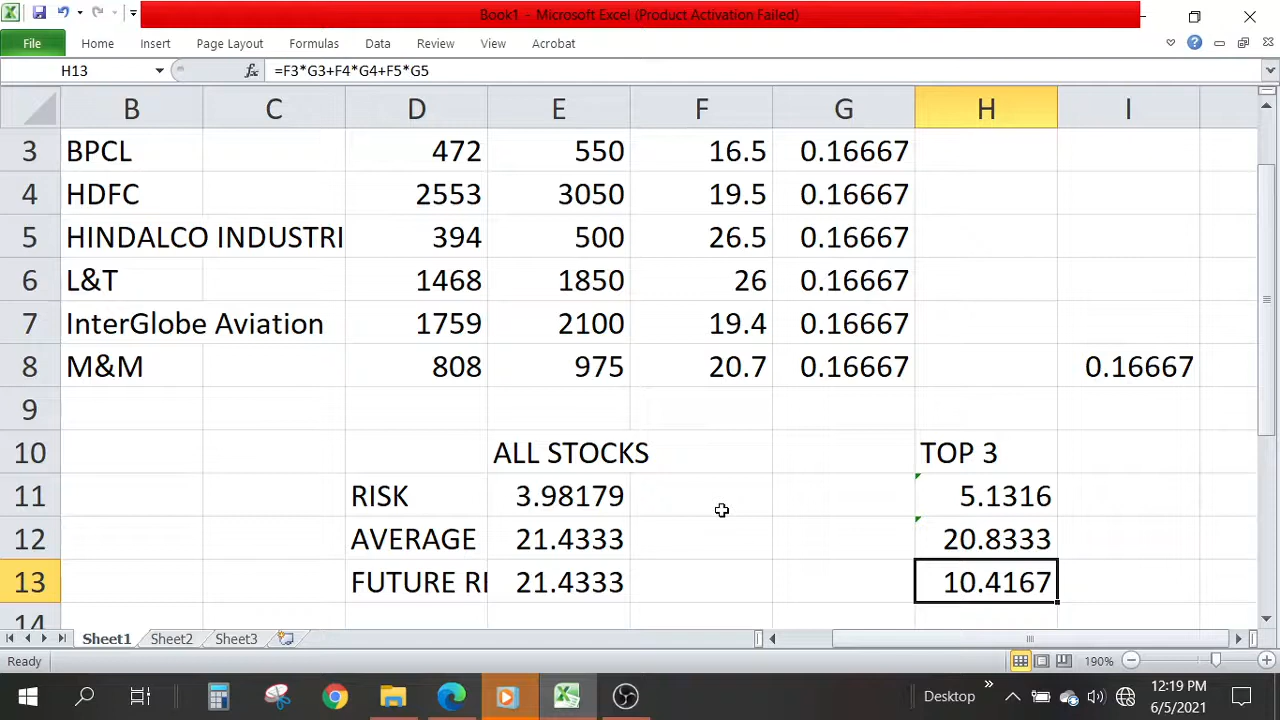 Book1 - Microsoft Excel (Product Activation Failed)
File Home Insert Page Layout Formulas Data Review View Acrobat
H13 fx =F3*G3+F4*G4+F5*G5
B C D E F G H I
3 BPCL 472 550 16.5 0.16667
4 HDFC 2553 3050 19.5 0.16667
5 HINDALCO INDUSTRI 394 500 26.5 0.16667
6 L&T 1468 1850 26 0.16667
7 InterGlobe Aviation 1759 2100 19.4 0.16667
8 M&M 808 975 20.7 0.16667 0.16667
9
10 ALL STOCKS TOP 3
11 RISK 3.98179 5.1316
12 AVERAGE 21.4333 20.8333
13 FUTURE RE 21.4333 10.4167
14
Sheet1 Sheet2 Sheet3
Ready 190%
Desktop 12:19 PM
6/5/2021